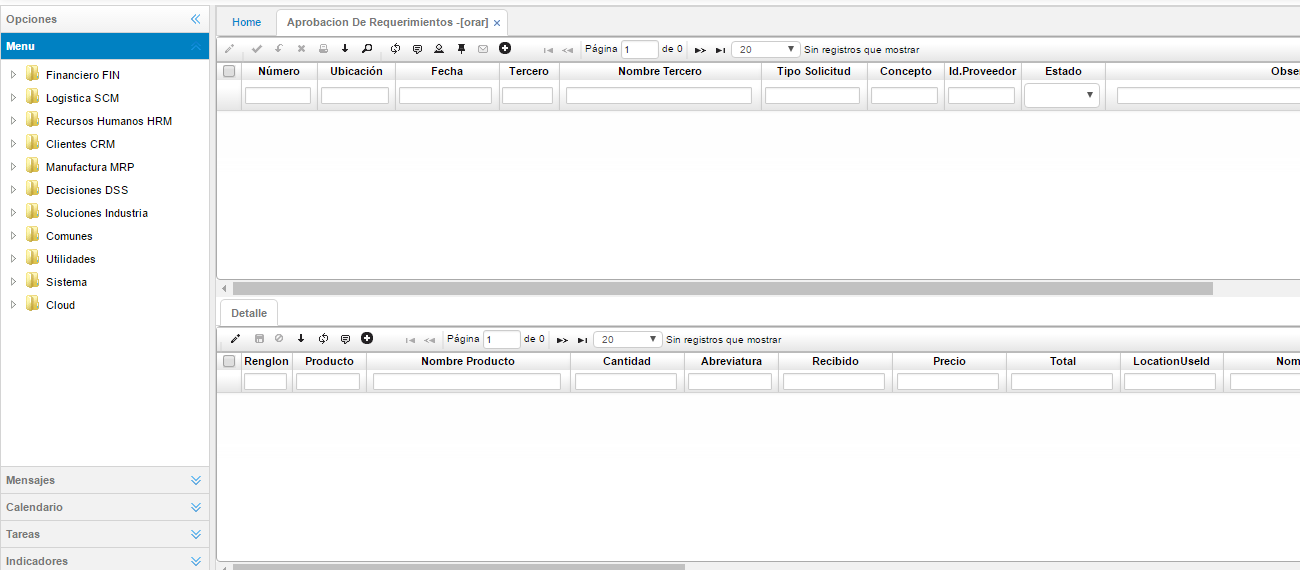 Opciones
Menu
Financiero FIN
Logistica SCM
Recursos Humanos HRM
Clientes CRM
Manufactura MRP
Decisiones DSS
Soluciones Industria
Comunes
Utilidades
Sistema
Cloud
Mensajes
Calendario
Tareas
Indicadores
Home Aprobacion De Requerimientos -[orar]
Página 1 de 0 20 Sin registros que mostrar
Número Ubicación Fecha Tercero Nombre Tercero Tipo Solicitud Concepto Id.Proveedor Estado Obse
Detalle
Página 1 de 0 20 Sin registros que mostrar
Renglon Producto Nombre Producto Cantidad Abreviatura Recibido Precio Total LocationUseId Nom